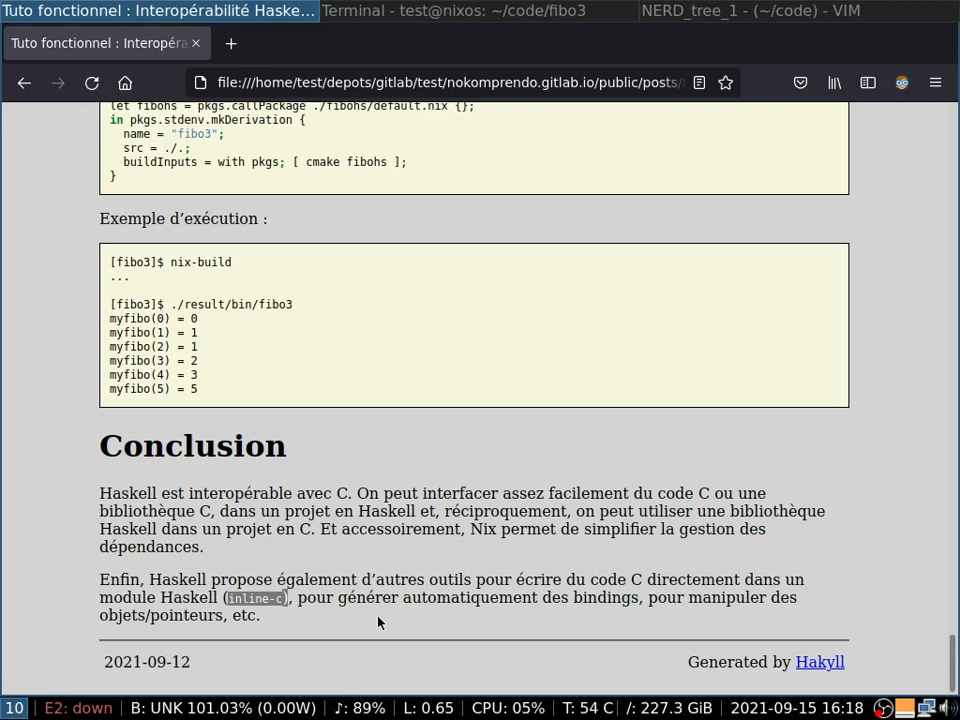 Tuto fonctionnel : Interopérabilité Haske…
Terminal - test@nixos: ~/code/fibo3
NERD_tree_1 - (~/code) - VIM
Tuto fonctionnel : Interopéra
file:///home/test/depots/gitlab/test/nokomprendo.gitlab.io/public/posts/
let fibohs = pkgs.callPackage ./fibohs/default.nix {};
in pkgs.stdenv.mkDerivation {
name = "fibo3";
src = ./.;
buildInputs = with pkgs; [ cmake fibohs ];
}
Exemple d’exécution :
[fibo3]$ nix-build
...
[fibo3]$ ./result/bin/fibo3
myfibo(0) = 0
myfibo(1) = 1
myfibo(2) = 1
myfibo(3) = 2
myfibo(4) = 3
myfibo(5) = 5
Conclusion
Haskell est interopérable avec C. On peut interfacer assez facilement du code C ou une
bibliothèque C, dans un projet en Haskell et, réciproquement, on peut utiliser une bibliothèque
Haskell dans un projet en C. Et accessoirement, Nix permet de simplifier la gestion des
dépendances.
Enfin, Haskell propose également d’autres outils pour écrire du code C directement dans un
module Haskell (inline-c), pour générer automatiquement des bindings, pour manipuler des
objets/pointeurs, etc.
2021-09-12
Generated by Hakyll
10 E2: down B: UNK 101.03% (0.00W) ♪: 89% L: 0.65 CPU: 05% T: 54 C /: 227.3 GiB 2021-09-15 16:18